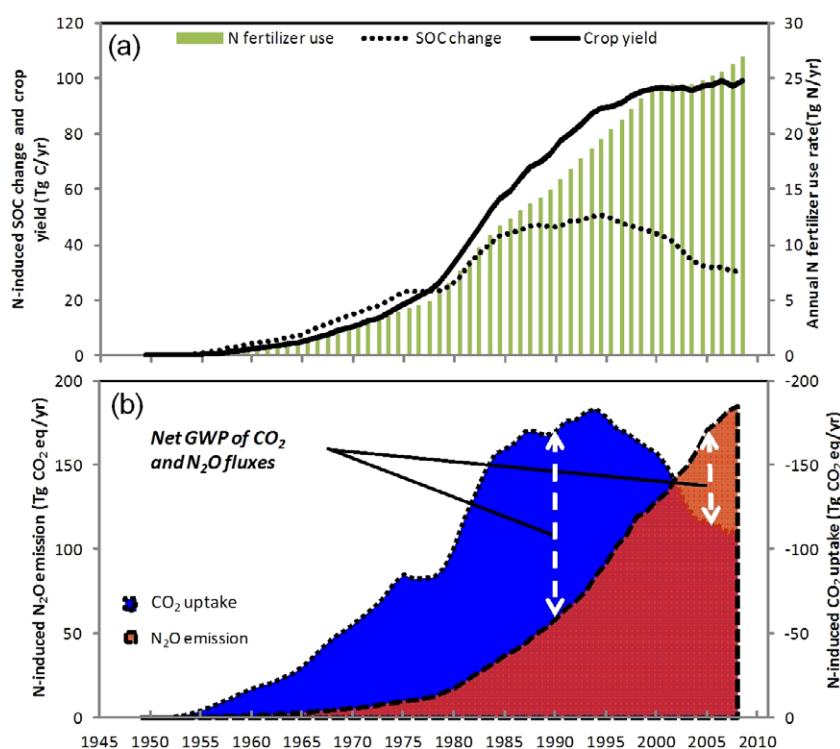 (a)
N fertilizer use SOC change Crop yield
N-induced SOC change and crop
yield (Tg C/yr)
120
100
80
60
40
20
0
30
25
20
15
10
5
0
Annual N fertilizer use rate(Tg N/yr)
(b)
Net GWP of CO₂
and N₂O fluxes
CO₂ uptake
N₂O emission
N-induced N₂O emission (Tg CO₂ eq/yr)
200
150
100
50
0
-200
-150
-100
-50
0
N-induced CO₂ uptake (Tg CO₂ eq/yr)
1945 1950 1955 1960 1965 1970 1975 1980 1985 1990 1995 2000 2005 2010